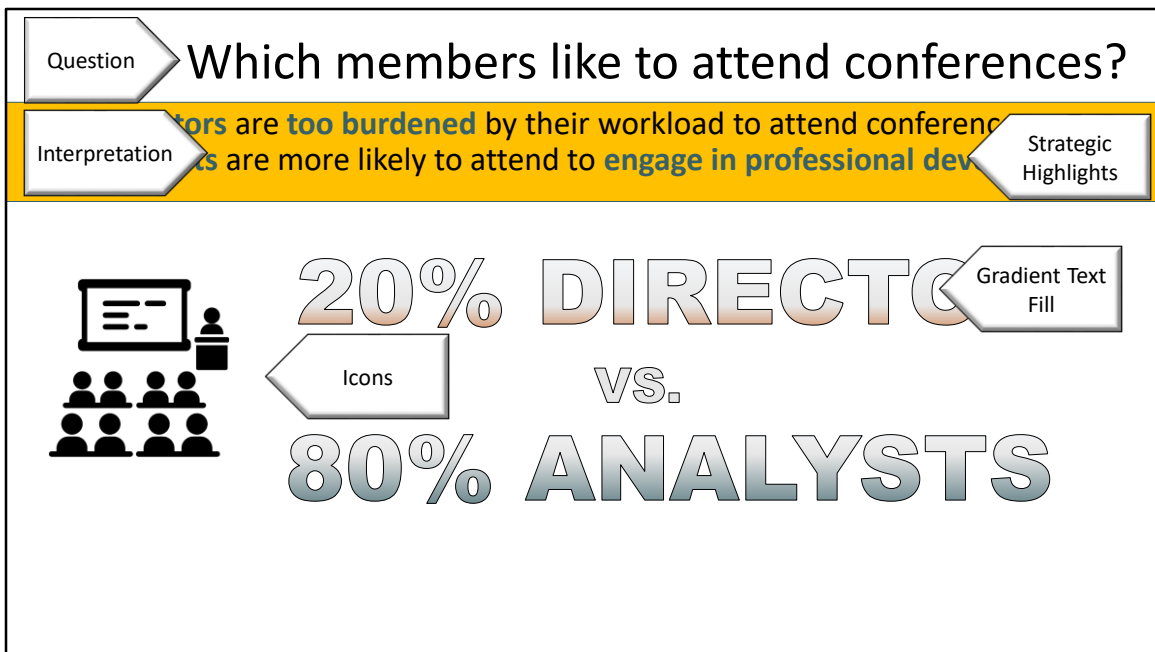 Question
Which members like to attend conferences?
tors are too burdened by their workload to attend conferenc
Interpretation
ts are more likely to attend to engage in professional dev
Strategic
Highlights
20% DIRECTO
Gradient Text
Fill
Icons
vs.
80% ANALYSTS